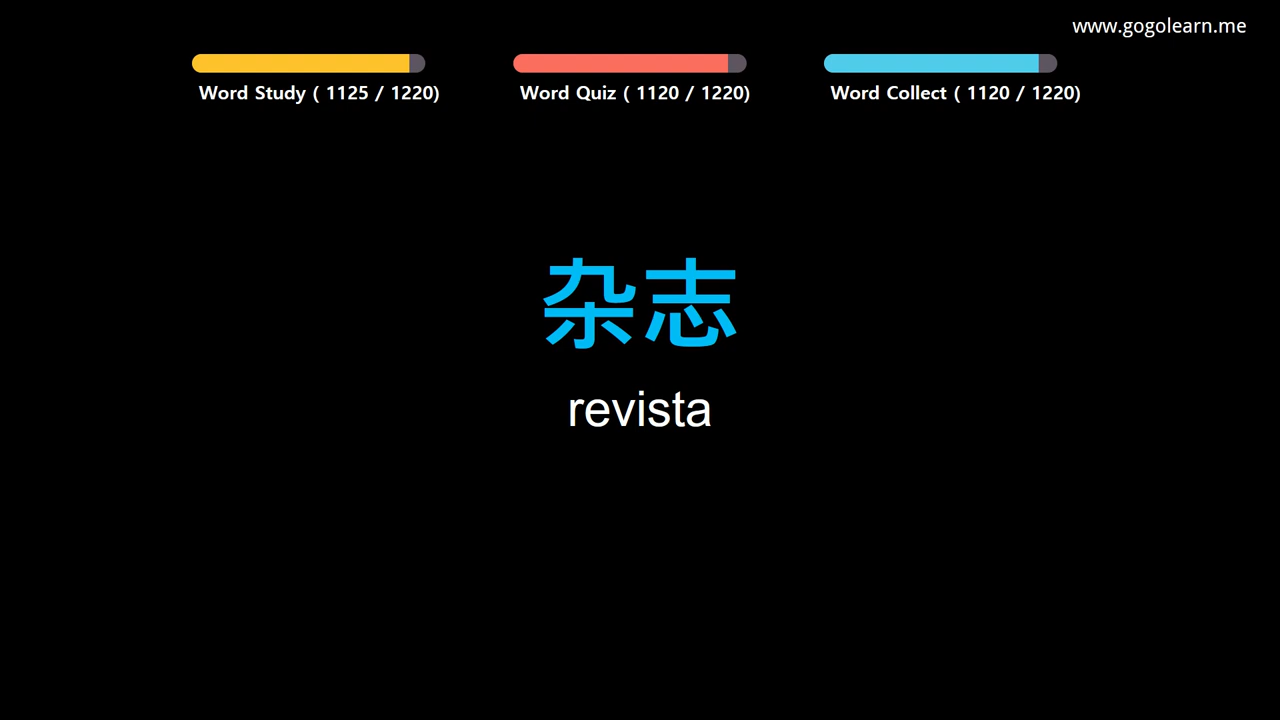 www.gogolearn.me
Word Study ( 1125 / 1220)
Word Quiz ( 1120 / 1220)
Word Collect ( 1120 / 1220)
杂志
revista